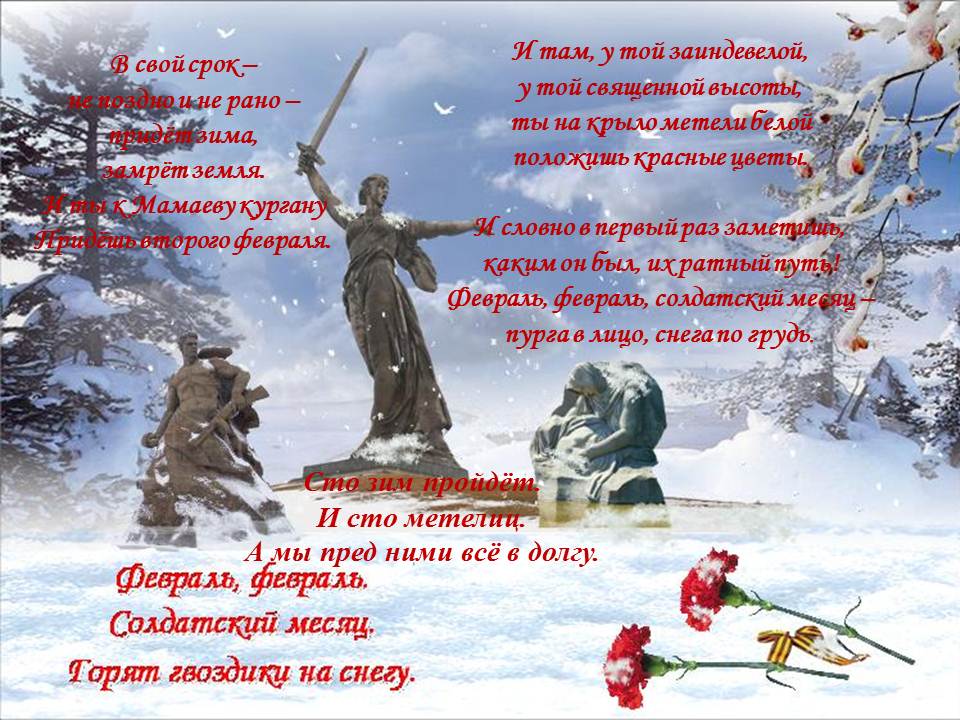 В свой срок –
не поздно и не рано –
придёт зима,
замрёт земля.
И ты к Мамаеву кургану
Придёшь второго февраля.
И там, у той заиндевелой,
у той священной высоты,
ты на крыло метели белой
положишь красные цветы.
И словно в первый раз заметишь,
каким он был, их ратный путь!
Февраль, февраль, солдатский месяц –
пурга в лицо, снега по грудь.
Сто зим пройдёт.
И сто метелиц.
А мы пред ними всё в долгу.
Февраль, февраль.
Солдатский месяц.
Горят гвоздики на снегу.